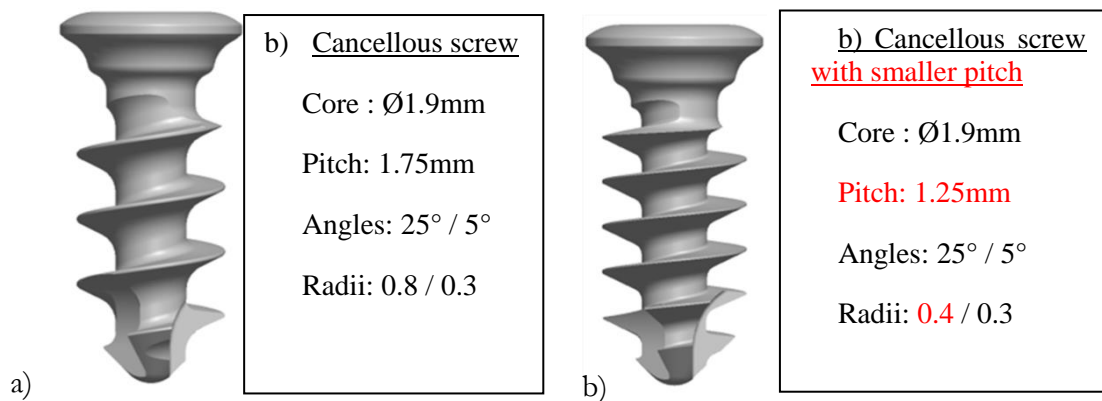 b) Cancellous screw
Core : Ø1.9mm
Pitch: 1.75mm
Angles: 25° / 5°
Radii: 0.8 / 0.3
a)
b) Cancellous screw
with smaller pitch
Core : Ø1.9mm
Pitch: 1.25mm
Angles: 25° / 5°
Radii: 0.4 / 0.3
b)